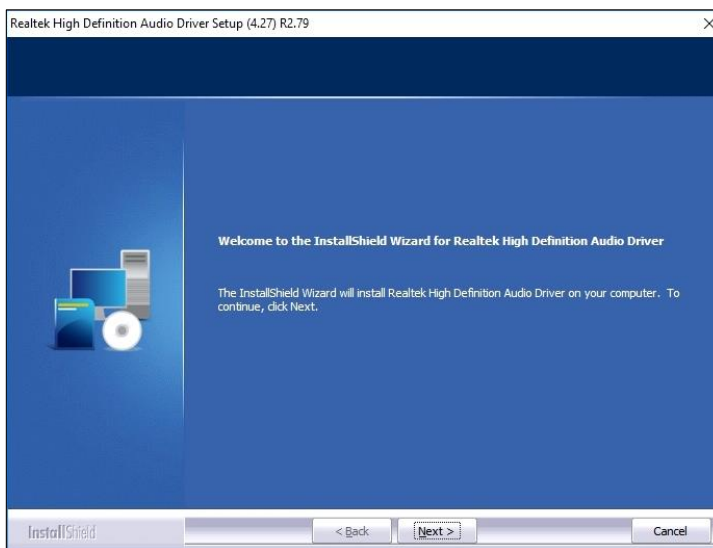 Realtek High Definition Audio Driver Setup (4.27) R2.79
Welcome to the InstallShield Wizard for Realtek High Definition Audio Driver
The InstallShield Wizard will install Realtek High Definition Audio Driver on your computer. To
continue, click Next.
InstallShield
< Back
Next >
Cancel